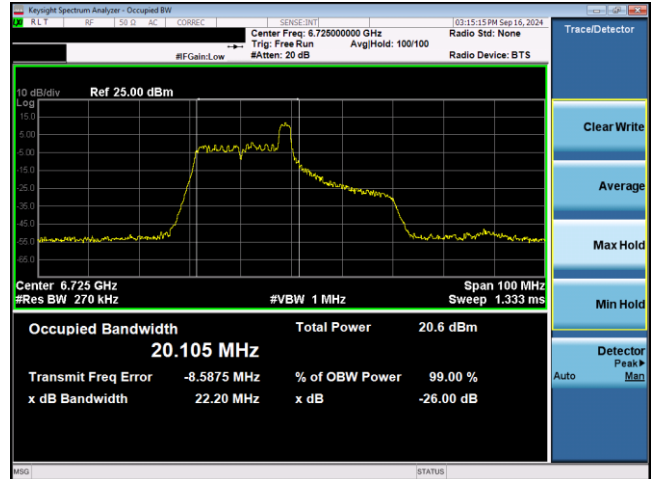 Keysight Spectrum Analyzer - Occupied BW
LXI RLT RF 50 Ω AC CORREC SENSE:INT 03:15:15 PM Sep 16, 2024
Center Freq: 6.725000000 GHz Radio Std: None
Trig: Free Run Avg|Hold: 100/100
#IFGain:Low #Atten: 20 dB Radio Device: BTS
Trace/Detector
10 dB/div Ref 25.00 dBm
Log
15.0
5.00
-5.00
-15.0
-25.0
-35.0
-45.0
-55.0
-65.0
Center 6.725 GHz Span 100 MHz
#Res BW 270 kHz #VBW 1 MHz Sweep 1.333 ms
Occupied Bandwidth Total Power 20.6 dBm
20.105 MHz
Transmit Freq Error -8.5875 MHz % of OBW Power 99.00 %
x dB Bandwidth 22.20 MHz x dB -26.00 dB
Clear Write
Average
Max Hold
Min Hold
Detector
Peak▶
Auto Man
MSG STATUS